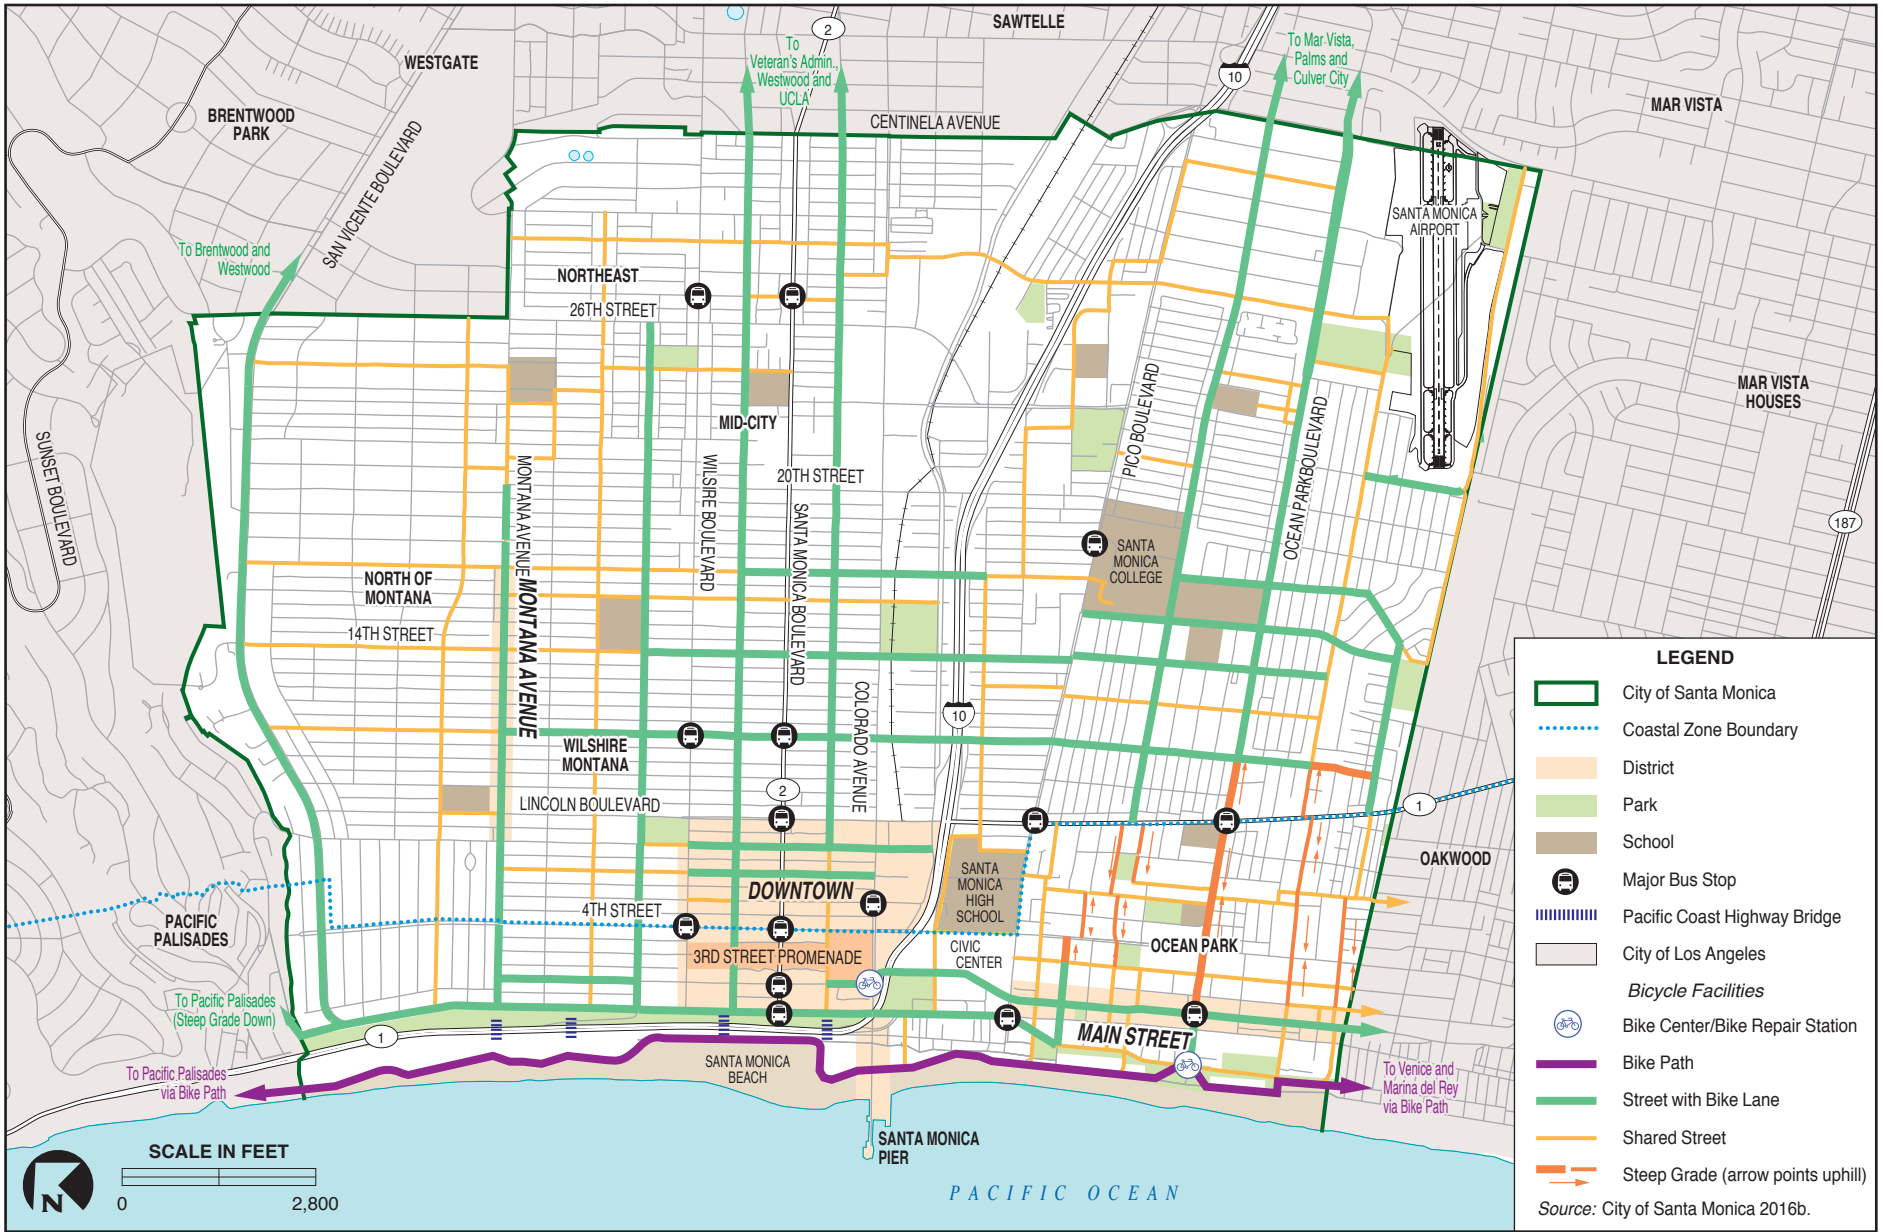 SAWTELLE
2
To
Veteran's Admin.,
Westwood and
UCLA
To Mar Vista,
Palms and
Culver City
10
WESTGATE
BRENTWOOD
PARK
MAR VISTA
CENTINELA AVENUE
SAN VICENTE BOULEVARD
SANTA MONICA
AIRPORT
To Brentwood and
Westwood
NORTHEAST
26TH STREET
MAR VISTA
HOUSES
MID-CITY
PICO BOULEVARD
OCEAN PARKBOULEVARD
SUNSET BOULEVARD
MONTANA AVENUE
WILSIRE BOULEVARD
20TH STREET
SANTA MONICA BOULEVARD
187
SANTA
MONICA
COLLEGE
NORTH OF
MONTANA
MONTANA AVENUE
14TH STREET
COLORADO AVENUE
10
WILSHIRE
MONTANA
2
LINCOLN BOULEVARD
1
OAKWOOD
SANTA
MONICA
HIGH
SCHOOL
DOWNTOWN
4TH STREET
PACIFIC
PALISADES
3RD STREET PROMENADE
CIVIC
CENTER
OCEAN PARK
To Pacific Palisades
(Steep Grade Down)
1
MAIN STREET
SANTA MONICA
BEACH
To Pacific Palisades
via Bike Path
To Venice and
Marina del Rey
via Bike Path
SANTA MONICA
PIER
PACIFIC OCEAN
N
SCALE IN FEET
0
2,800
LEGEND
City of Santa Monica
Coastal Zone Boundary
District
Park
School
Major Bus Stop
Pacific Coast Highway Bridge
City of Los Angeles
Bicycle Facilities
Bike Center/Bike Repair Station
Bike Path
Street with Bike Lane
Shared Street
Steep Grade (arrow points uphill)
Source: City of Santa Monica 2016b.